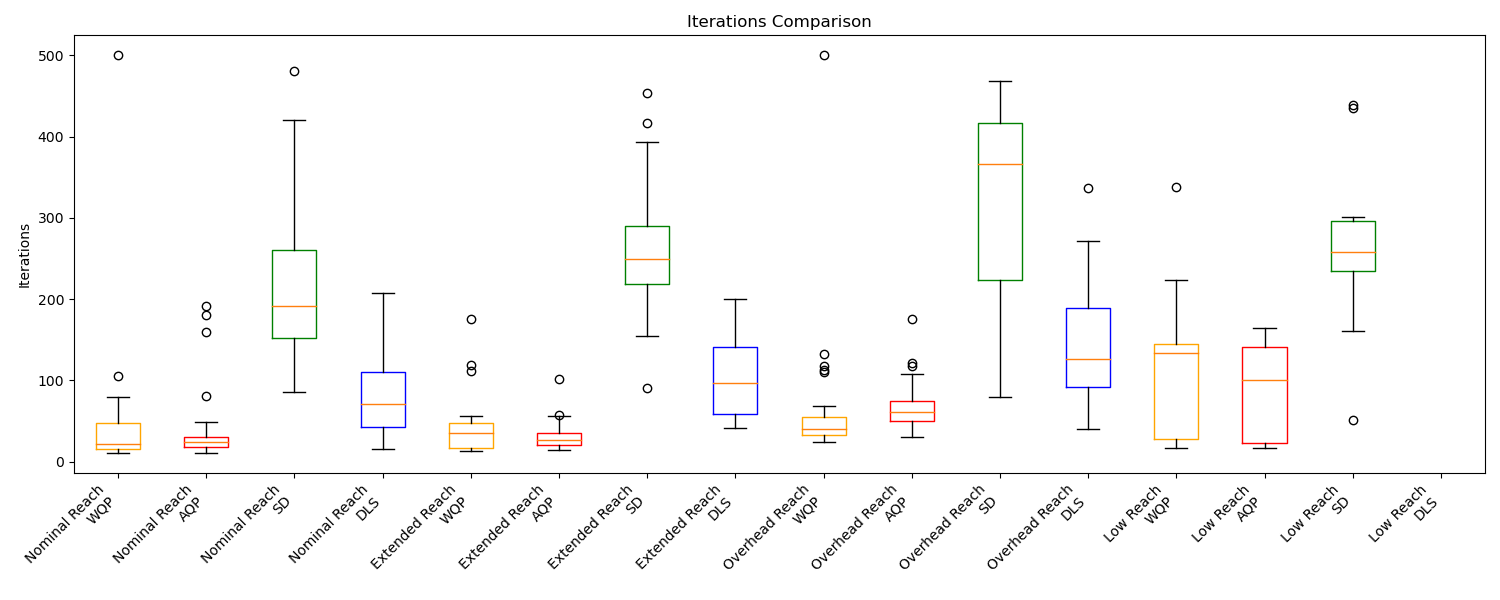 Iterations Comparison
500
400
300
200
100
0
Iterations
Nominal Reach
WQP
Nominal Reach
AQP
Nominal Reach
SD
Nominal Reach
DLS
Extended Reach
WQP
Extended Reach
AQP
Extended Reach
SD
Extended Reach
DLS
Overhead Reach
WQP
Overhead Reach
AQP
Overhead Reach
SD
Overhead Reach
DLS
Low Reach
WQP
Low Reach
AQP
Low Reach
SD
Low Reach
DLS